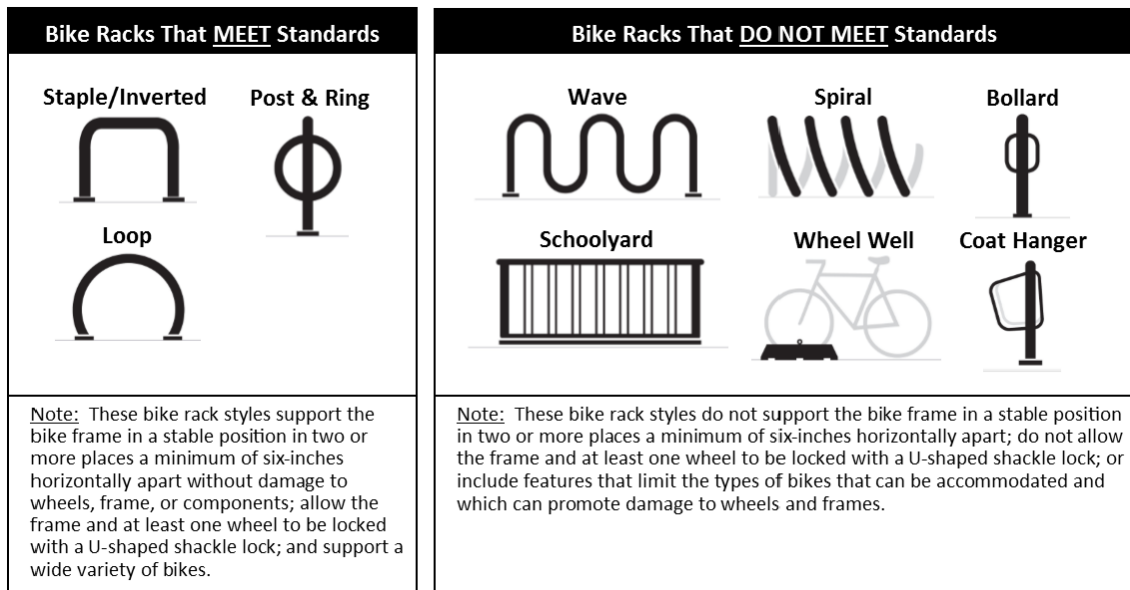 Bike Racks That MEET Standards
Staple/Inverted
Post & Ring
Loop
Note: These bike rack styles support the
bike frame in a stable position in two or
more places a minimum of six-inches
horizontally apart without damage to
wheels, frame, or components; allow the
frame and at least one wheel to be locked
with a U-shaped shackle lock; and support a
wide variety of bikes.
Bike Racks That DO NOT MEET Standards
Wave
Spiral
Bollard
Schoolyard
Wheel Well
Coat Hanger
Note: These bike rack styles do not support the bike frame in a stable position
in two or more places a minimum of six-inches horizontally apart; do not allow
the frame and at least one wheel to be locked with a U-shaped shackle lock; or
include features that limit the types of bikes that can be accommodated and
which can promote damage to wheels and frames.